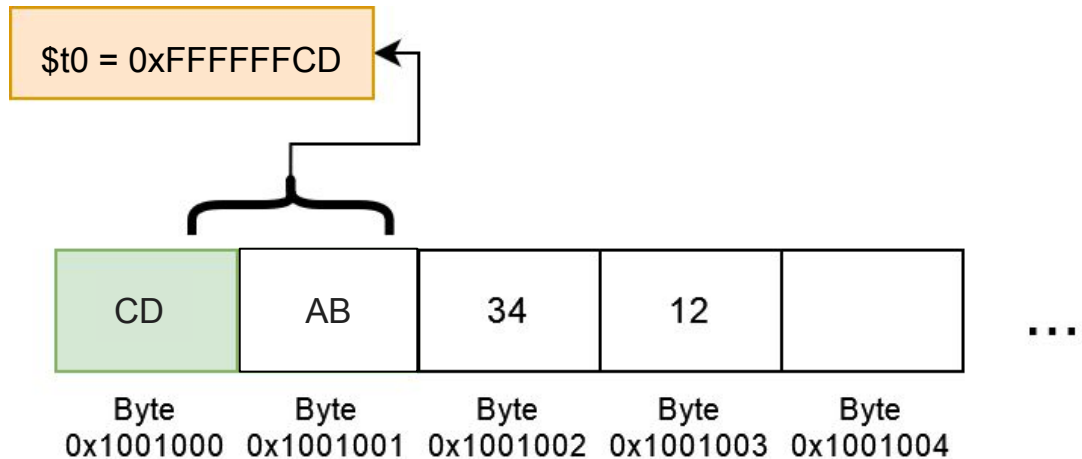 $t0 = 0xFFFFFFCD
CD AB 34 12
...
Byte Byte Byte Byte Byte
0x1001000 0x1001001 0x1001002 0x1001003 0x1001004